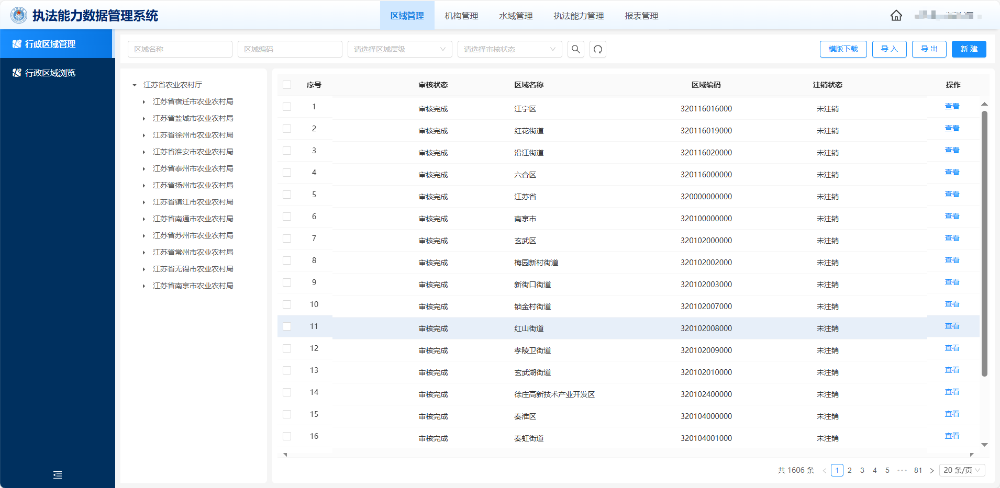 执法能力数据管理系统
区域管理 机构管理 水域管理 执法能力管理 报表管理
行政区域管理
行政区域浏览
区域名称 区域编码 请选择区域层级 请选择审核状态 模版下载 导 入 导 出 新 建
江苏省农业农村厅
江苏省宿迁市农业农村局
江苏省盐城市农业农村局
江苏省徐州市农业农村局
江苏省淮安市农业农村局
江苏省泰州市农业农村局
江苏省扬州市农业农村局
江苏省镇江市农业农村局
江苏省南通市农业农村局
江苏省苏州市农业农村局
江苏省常州市农业农村局
江苏省无锡市农业农村局
江苏省南京市农业农村局
序号 审核状态 区域名称 区域编码 注销状态 操作
1 审核完成 江宁区 320116016000 未注销 查看
2 审核完成 红花街道 320116019000 未注销 查看
3 审核完成 沿江街道 320116020000 未注销 查看
4 审核完成 六合区 320116000000 未注销 查看
5 审核完成 江苏省 320000000000 未注销 查看
6 审核完成 南京市 320100000000 未注销 查看
7 审核完成 玄武区 320102000000 未注销 查看
8 审核完成 梅园新村街道 320102002000 未注销 查看
9 审核完成 新街口街道 320102003000 未注销 查看
10 审核完成 锁金村街道 320102007000 未注销 查看
11 审核完成 红山街道 320102008000 未注销 查看
12 审核完成 孝陵卫街道 320102009000 未注销 查看
13 审核完成 玄武湖街道 320102010000 未注销 查看
14 审核完成 徐庄高新技术产业开发区 320102400000 未注销 查看
15 审核完成 秦淮区 320104000000 未注销 查看
16 审核完成 秦虹街道 320104001000 未注销 查看
共 1606 条 < 1 2 3 4 5 ••• 81 > 20 条/页